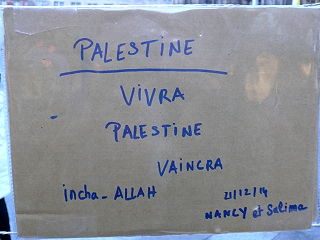 PALESTINE
ViVRA
PALESTINE
VAiNCRA
incha-ALLAH 21/12/14
NANCY et Salima